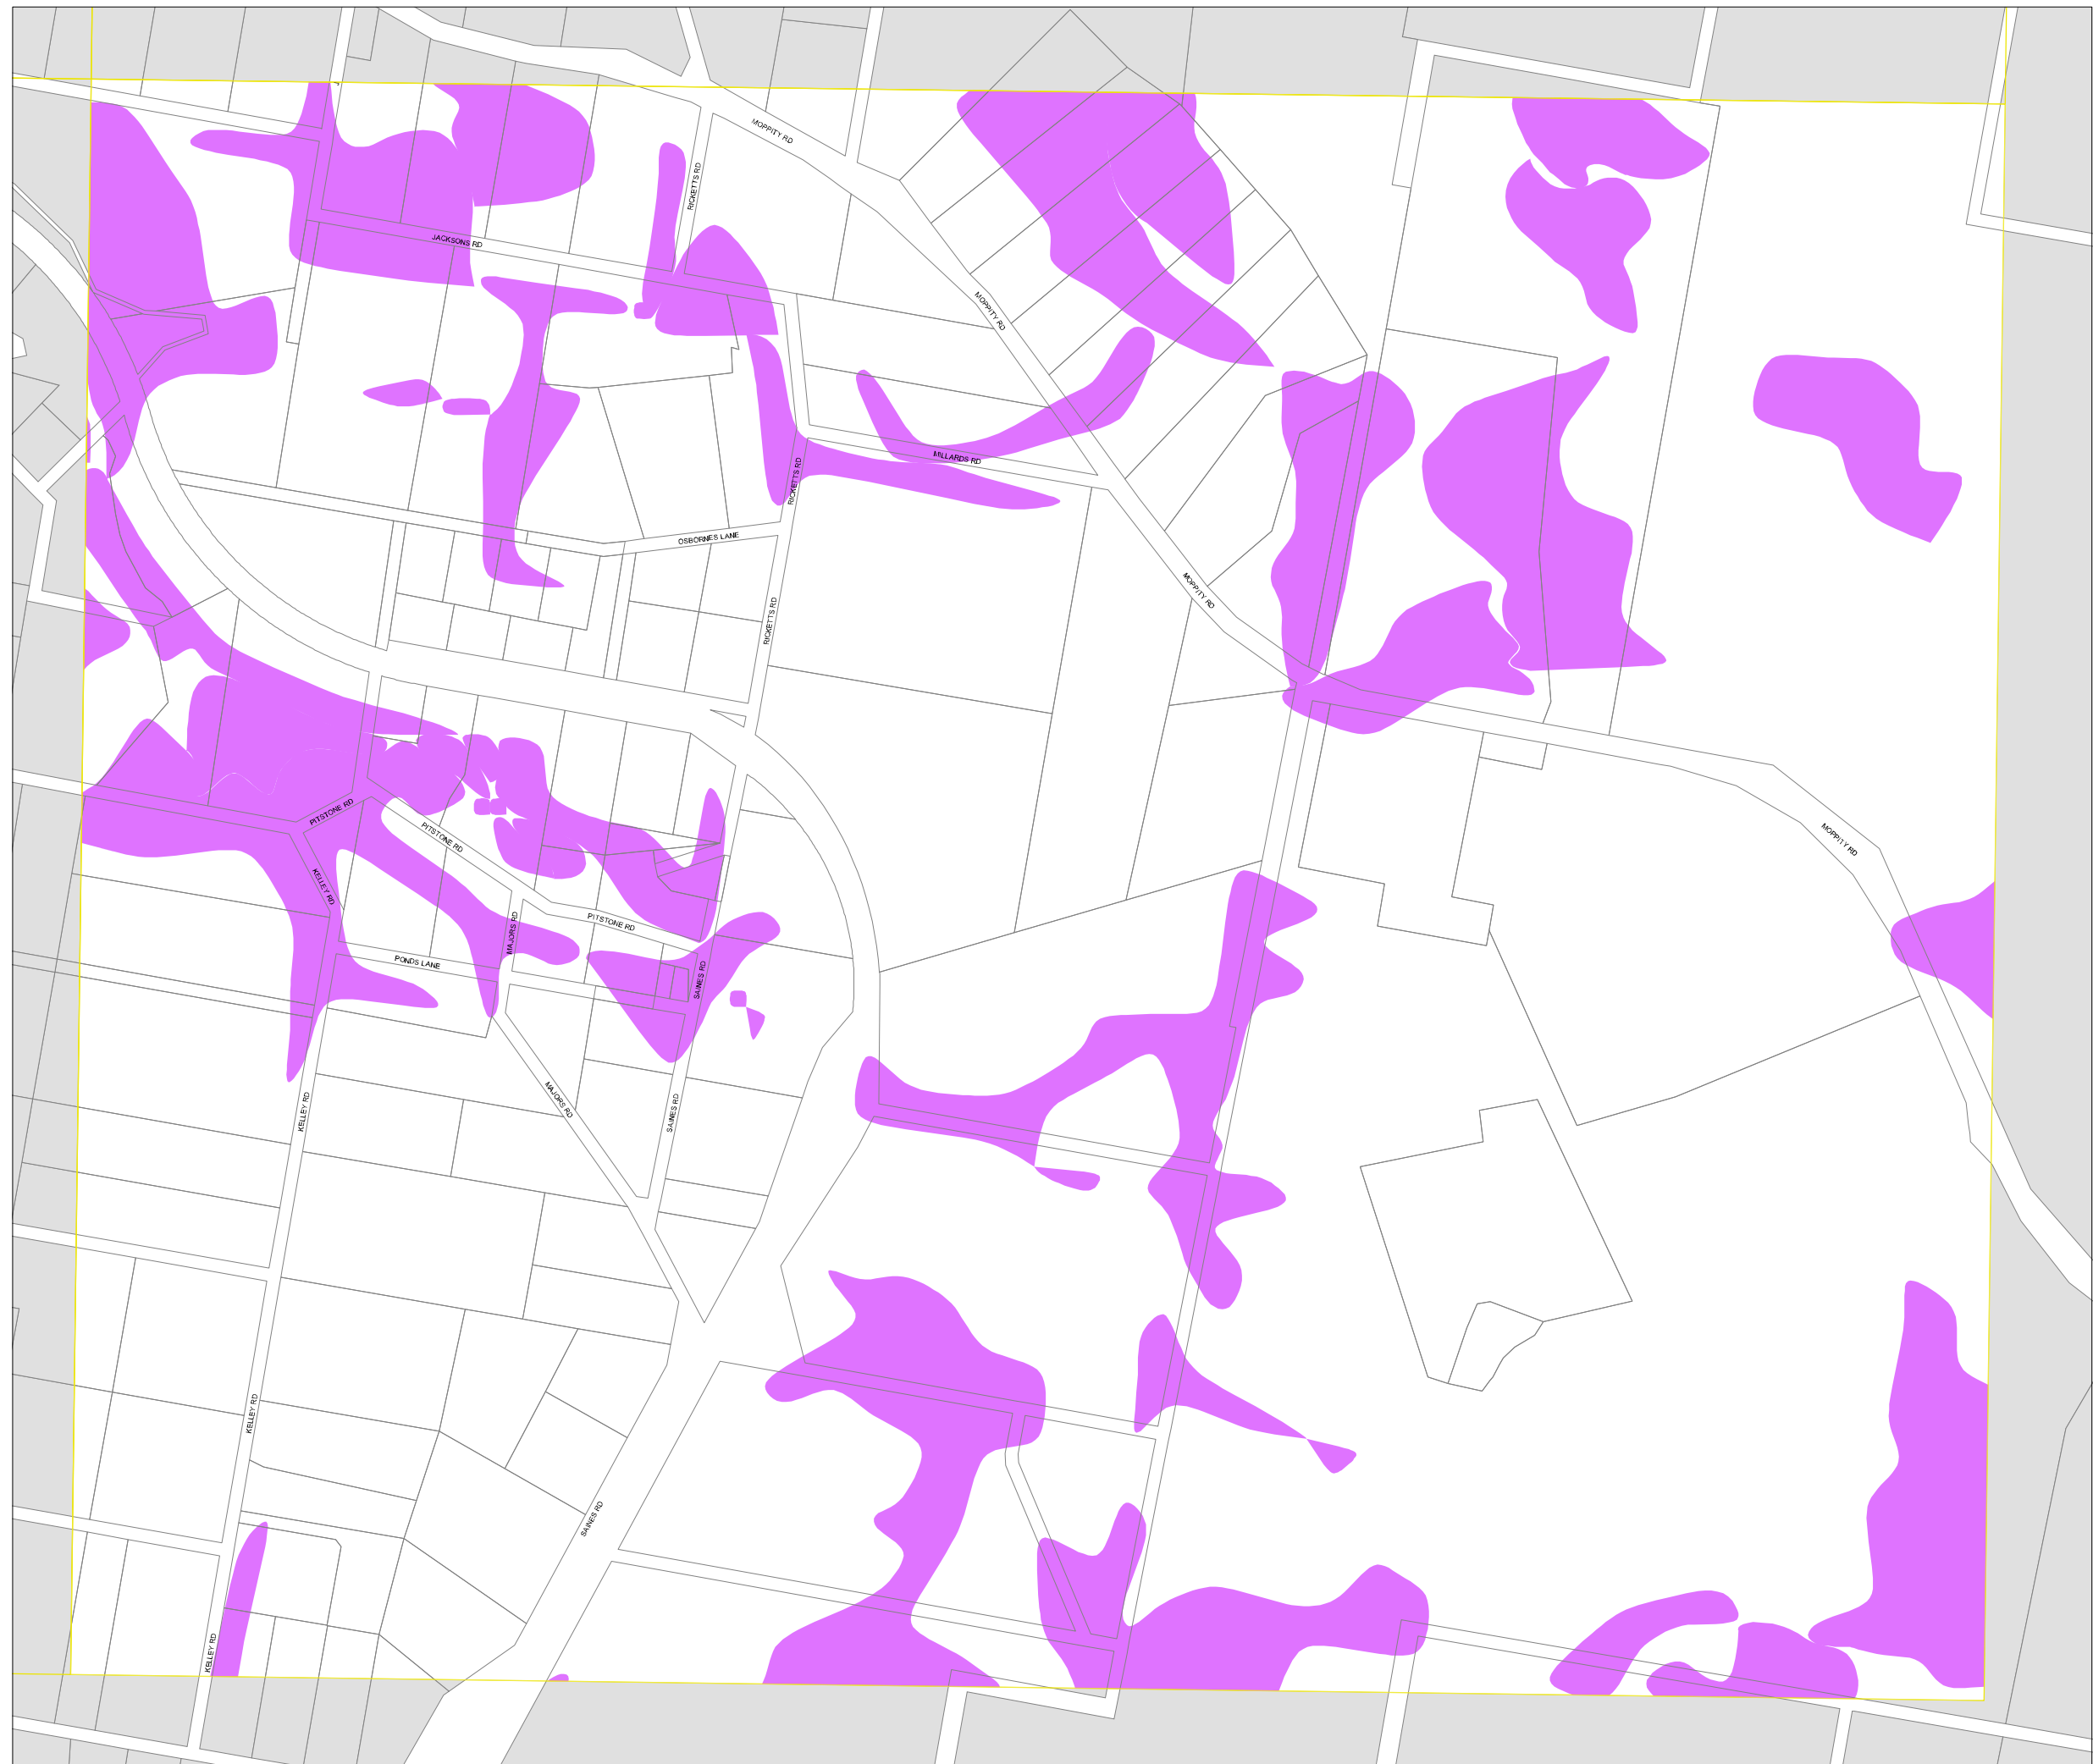 MOPPITY RD
RICKETTS RD
JACKSONS RD
MOPPITY RD
MILLARDS RD
RICKETTS RD
OSBORNES LANE
MOPPITY RD
RICKETTS RD
PITSTONE RD
PITSTONE RD
MOPPITY RD
KELLEY RD
PITSTONE RD
MAJORS RD
PONDS LANE
SAINES RD
MAJORS RD
KELLEY RD
SAINES RD
KELLEY RD
SAINES RD
KELLEY RD